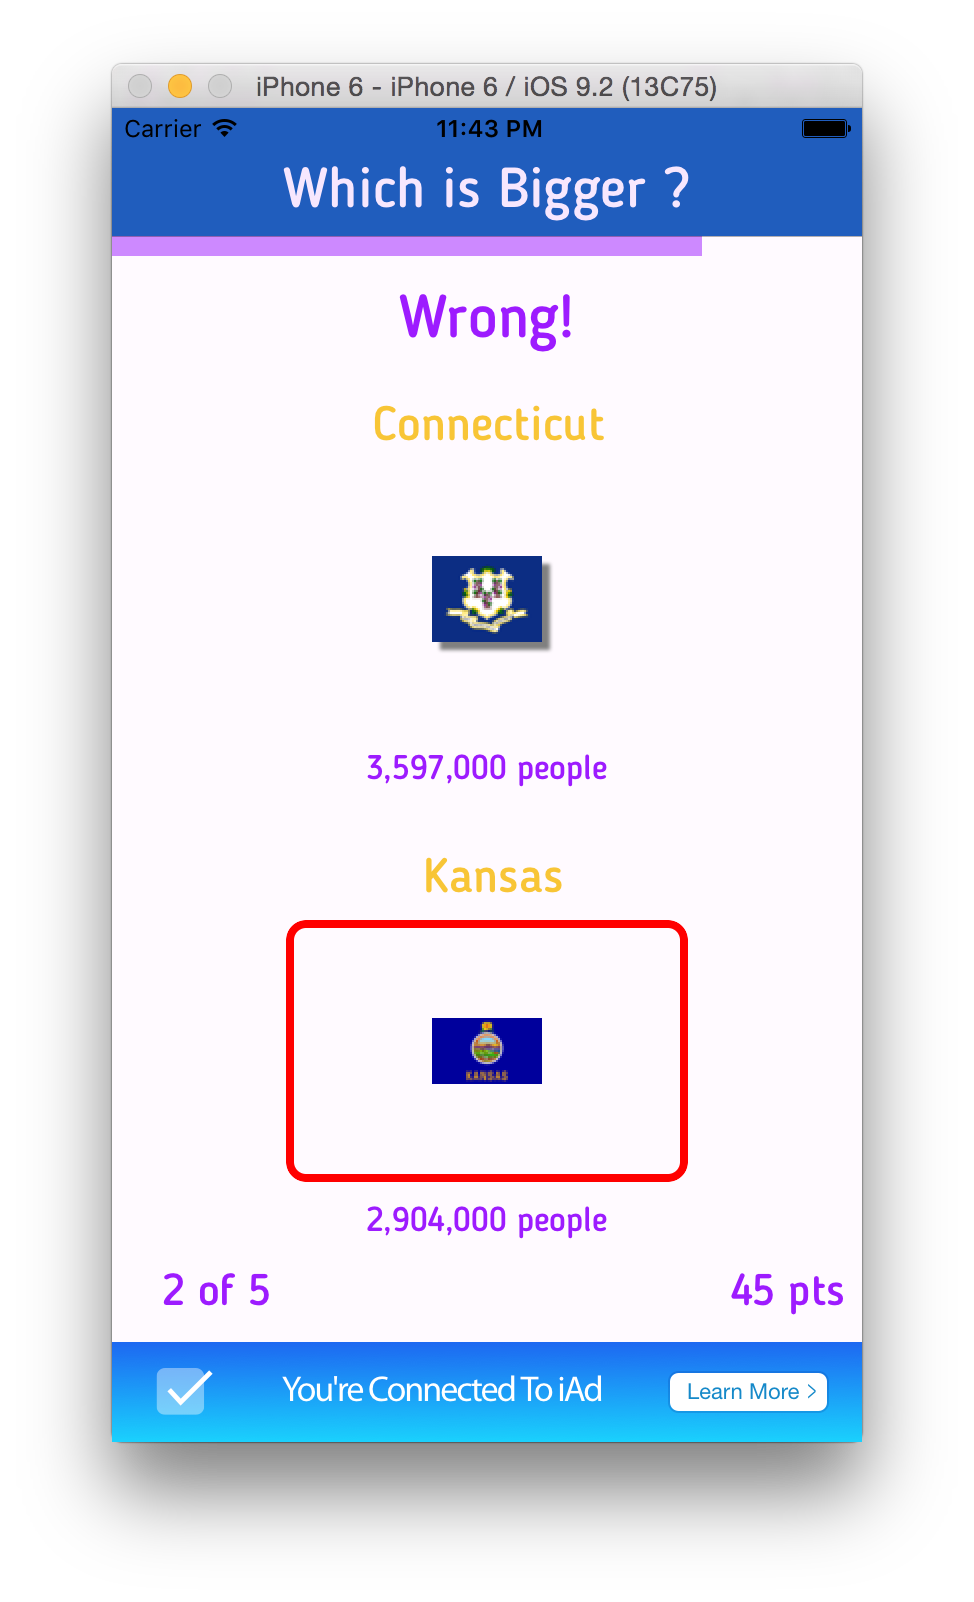 iPhone 6 - iPhone 6 / iOS 9.2 (13C75)
Carrier 11:43 PM
Which is Bigger ?
Wrong!
Connecticut
3,597,000 people
Kansas
KANSAS
2,904,000 people
2 of 5 45 pts
You're Connected To iAd Learn More >